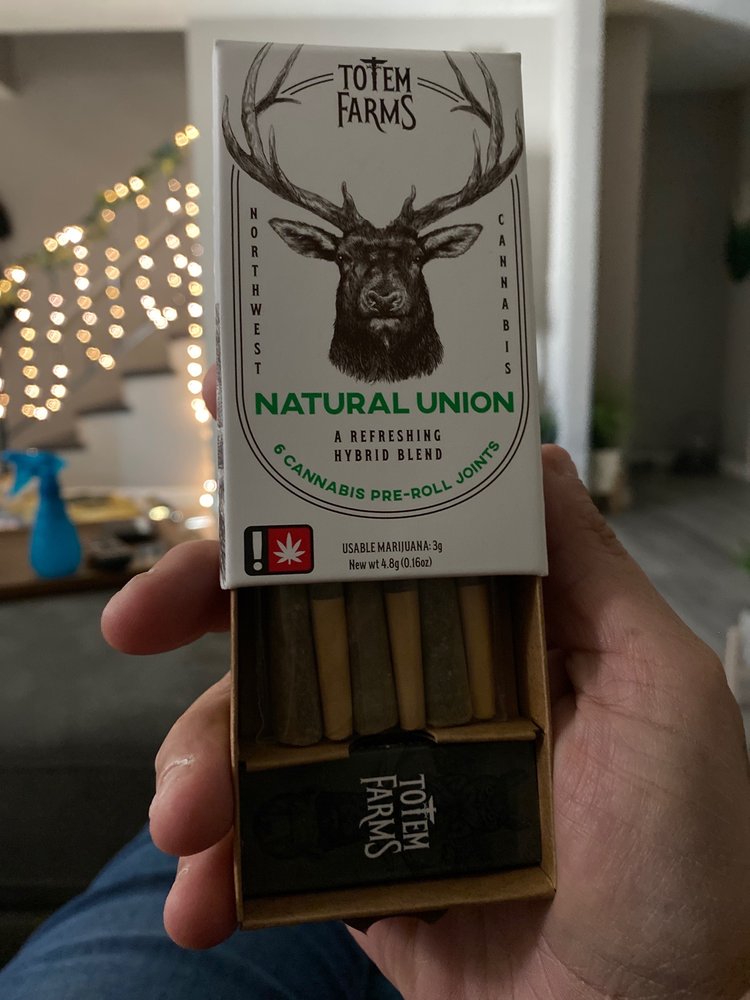 TOTEM
FARMS
NORTHWEST
CANNABIS
NATURAL UNION
A REFRESHING
HYBRID BLEND
6 CANNABIS PRE-ROLL JOINTS
!
USABLE MARIJUANA: 3g
New wt 4.8g (0.16oz)
TOTEM
FARMS